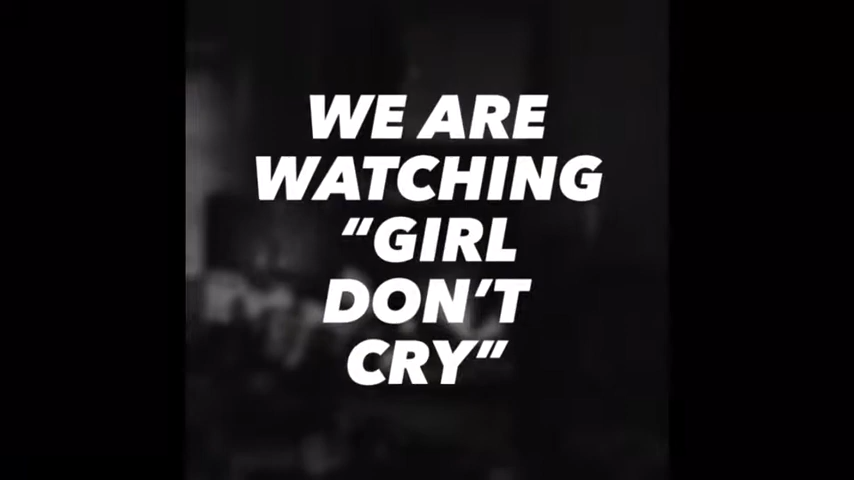 WE ARE
WATCHING
“GIRL
DON’T
CRY”